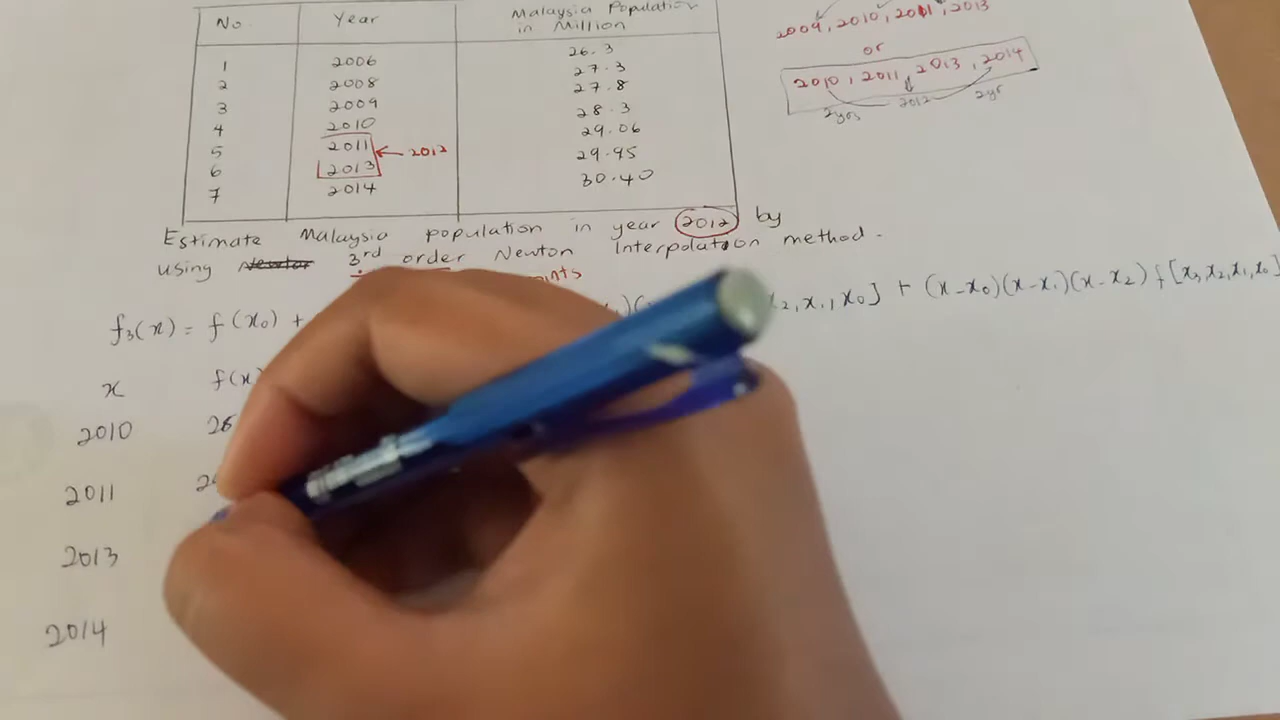 No. Year Malaysia Population in Million
1 2006 26.3
2 2008 27.3
3 2009 27.8
4 2010 28.3
5 2011 29.06
6 2013 29.95
7 2014 30.40
← 2012
2009, 2010, 2011, 2013
or
2010, 2011, 2013, 2014
2yrs 2012 2yr
Estimate Malaysia population in year 2012 by
using 3rd order Newton Interpolation method.
f₃(x) = f(x₀) + x₁, x₀] + (x-x₀)(x-x₁)(x-x₂) f[x₃,x₂,x₁,x₀]
x f(x
2010
2011
2013
2014